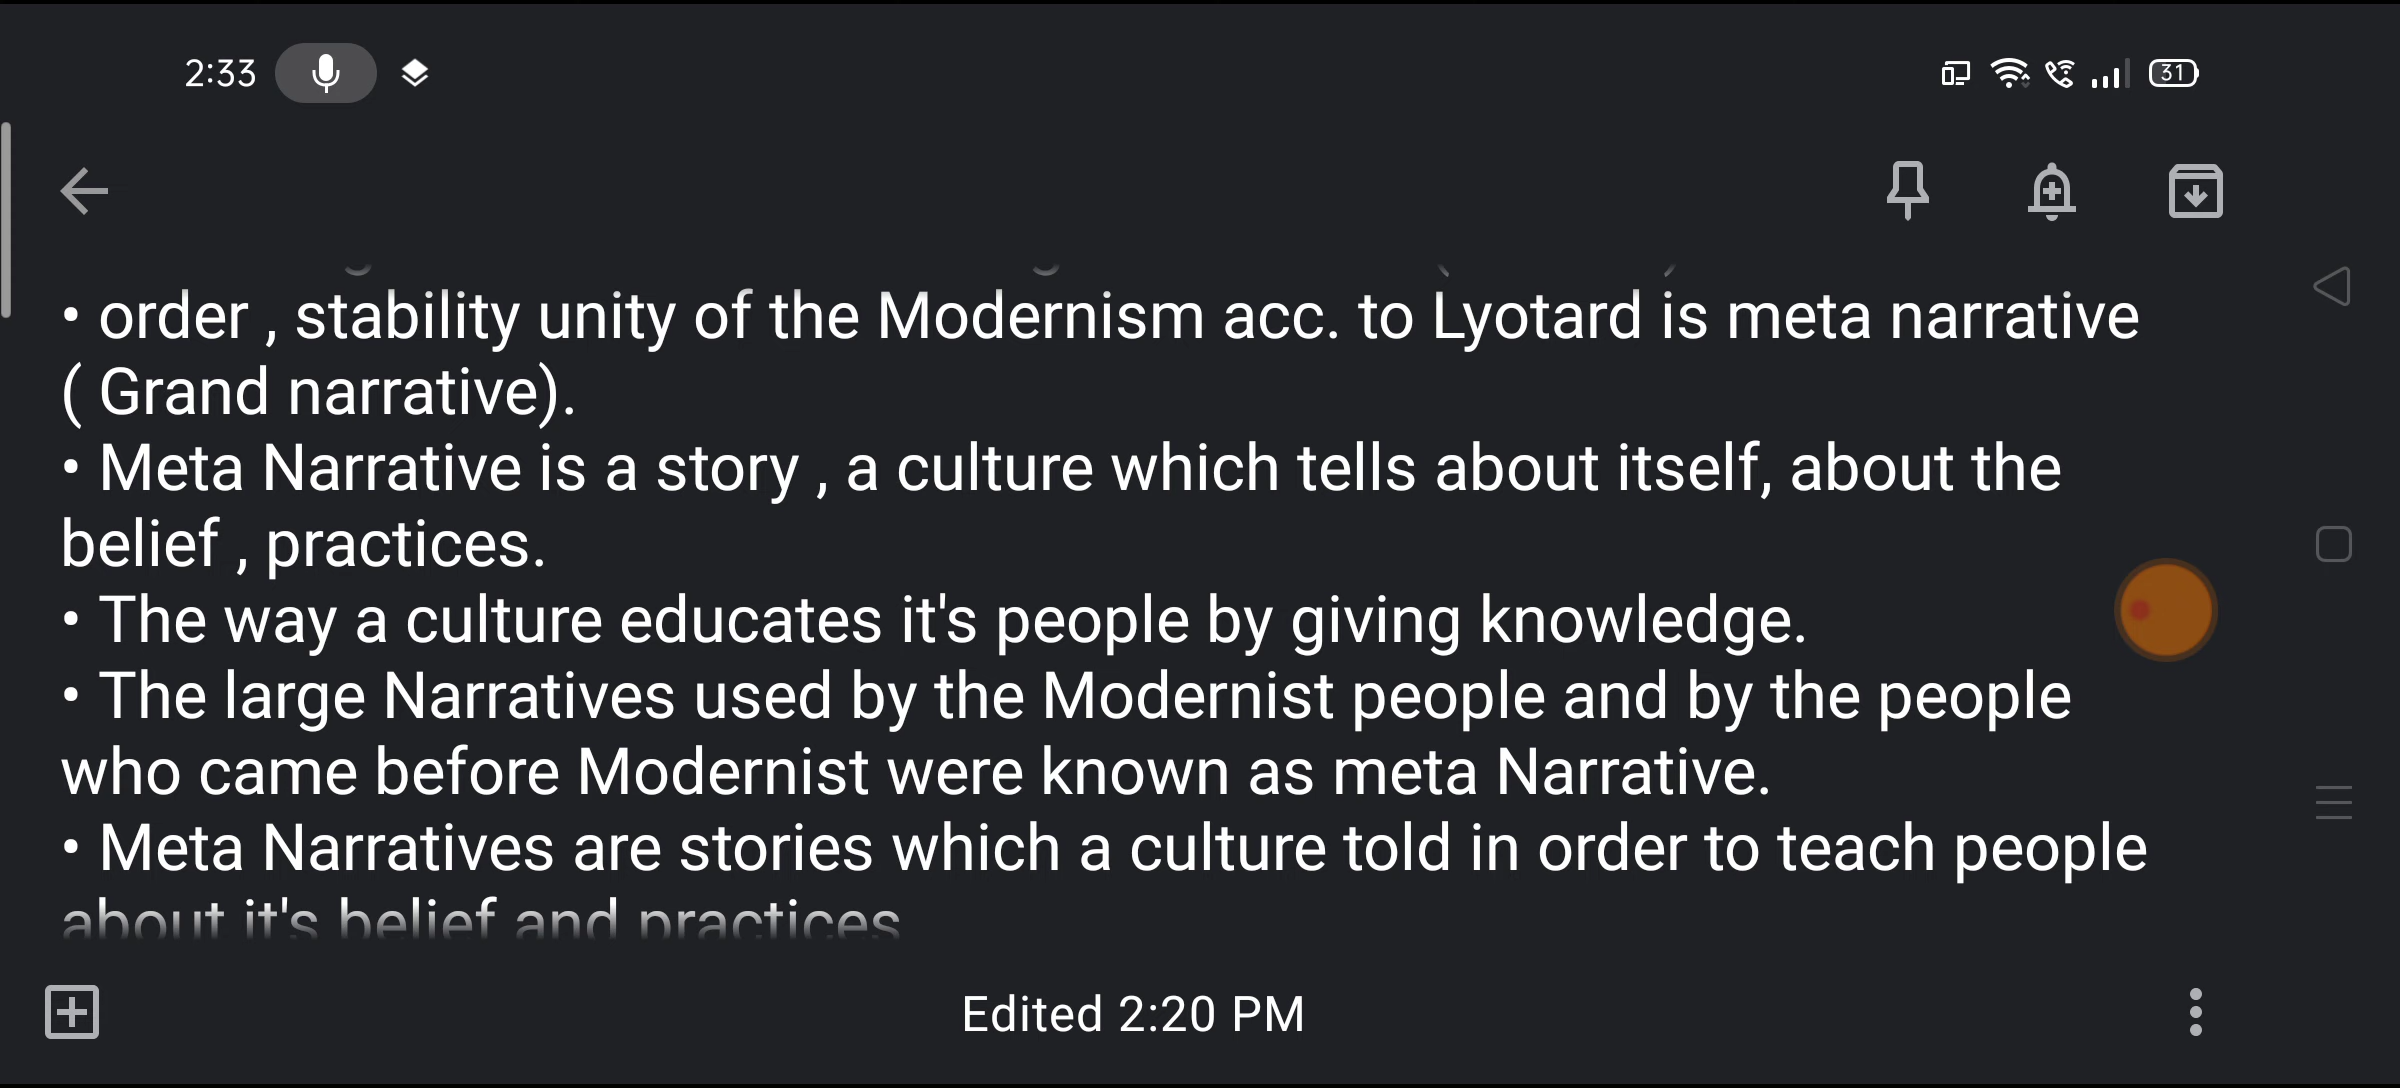 2:33
31
• order , stability unity of the Modernism acc. to Lyotard is meta narrative
( Grand narrative).
• Meta Narrative is a story , a culture which tells about itself, about the
belief , practices.
• The way a culture educates it's people by giving knowledge.
• The large Narratives used by the Modernist people and by the people
who came before Modernist were known as meta Narrative.
• Meta Narratives are stories which a culture told in order to teach people
about it's belief and practices
Edited 2:20 PM